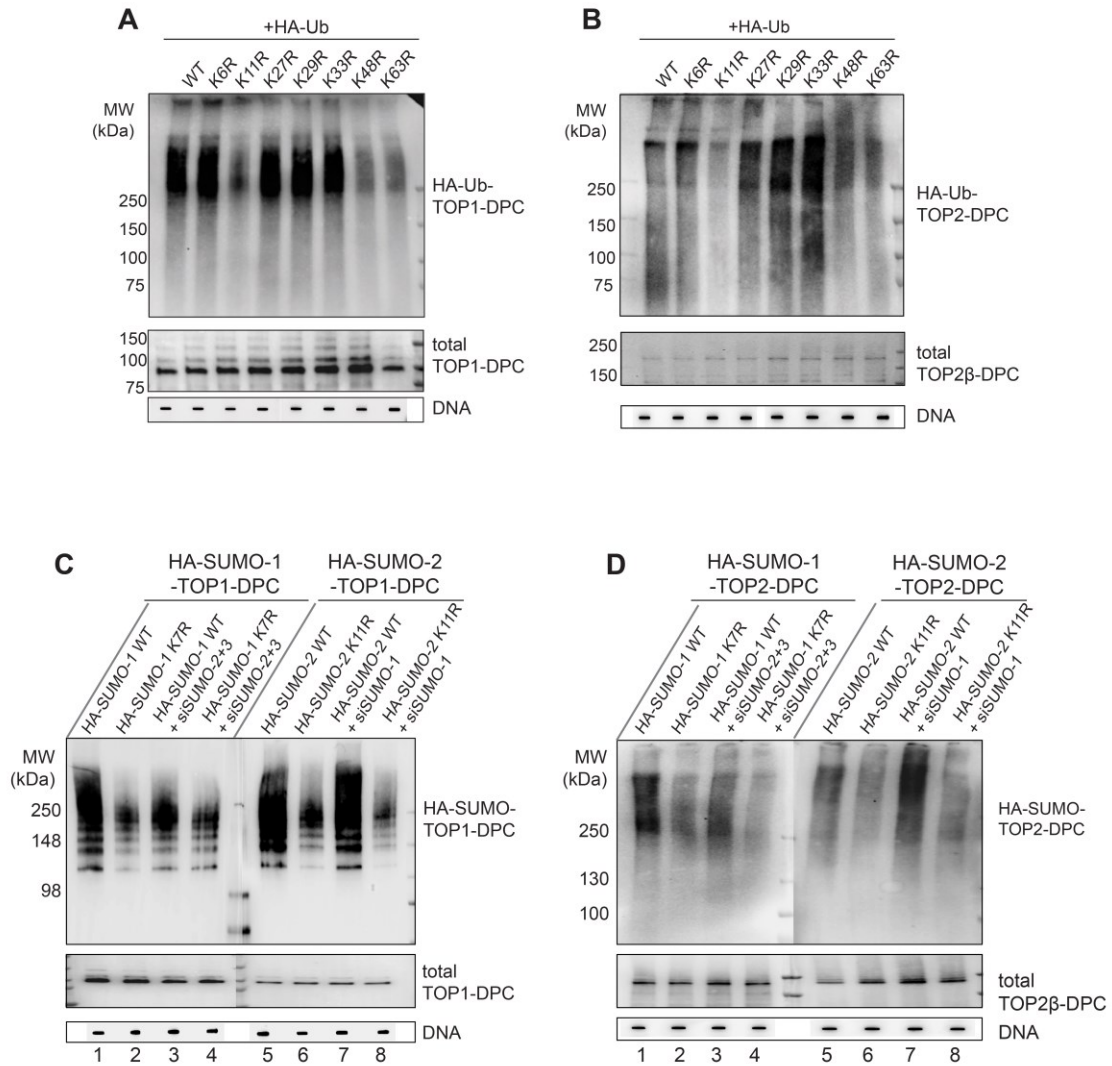 A
+HA-Ub
WT K6R K11R K27R K29R K33R K48R K63R
MW
(kDa)
250
150
100
75
HA-Ub-
TOP1-DPC
150
100
75
total
TOP1-DPC
DNA
B
+HA-Ub
WT K6R K11R K27R K29R K33R K48R K63R
MW
(kDa)
250
150
100
75
HA-Ub-
TOP2-DPC
250
150
total
TOP2β-DPC
DNA
C
HA-SUMO-1
-TOP1-DPC
HA-SUMO-2
-TOP1-DPC
HA-SUMO-1 WT
HA-SUMO-1 K7R
HA-SUMO-1 WT
+ siSUMO-2+3
HA-SUMO-1 K7R
+ siSUMO-2+3
HA-SUMO-2 WT
HA-SUMO-2 K11R
HA-SUMO-2 WT
+ siSUMO-1
HA-SUMO-2 K11R
+ siSUMO-1
MW
(kDa)
250
148
98
HA-SUMO-
TOP1-DPC
total
TOP1-DPC
DNA
1 2 3 4 5 6 7 8
D
HA-SUMO-1
-TOP2-DPC
HA-SUMO-2
-TOP2-DPC
HA-SUMO-1 WT
HA-SUMO-1 K7R
HA-SUMO-1 WT
+ siSUMO-2+3
HA-SUMO-1 K7R
+ siSUMO-2+3
HA-SUMO-2 WT
HA-SUMO-2 K11R
HA-SUMO-2 WT
+ siSUMO-1
HA-SUMO-2 K11R
+ siSUMO-1
MW
(kDa)
250
130
100
HA-SUMO-
TOP2-DPC
total
TOP2β-DPC
DNA
1 2 3 4 5 6 7 8